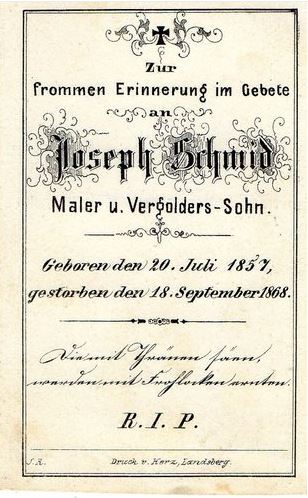 Zur
frommen Erinnerung im Gebete
an
Joseph Schmid
Maler u. Vergolders-Sohn.
Geboren den 20. Juli 1857,
gestorben den 18. September 1868.
Die mit Thränen säen,
werden mit Frohlocken ernten.
R. I. P.
S. R. Druck v. Herz, Landsberg.